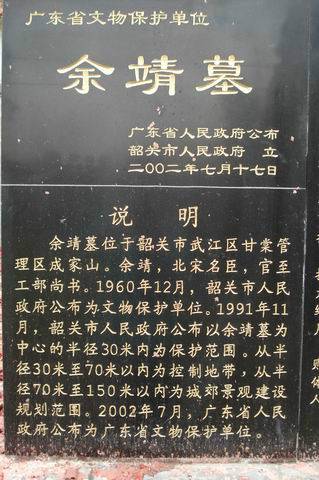 广东省文物保护单位
余靖墓
广东省人民政府公布
韶关市人民政府 立
二00二年七月十七日
说 明
余靖墓位于韶关市武江区甘棠管
理区成家山。余靖，北宋名臣，官至
工部尚书。1960年12月，韶关市人民
政府公布为文物保护单位。1991年11
月，韶关市人民政府公布以余靖墓为
中心的半径30米内为保护范围。从半
径30米至70米以内为控制地带，从半
径70米至150米以内为城郊景观建设
规划范围。2002年7月，广东省人民
政府公布为广东省文物保护单位。